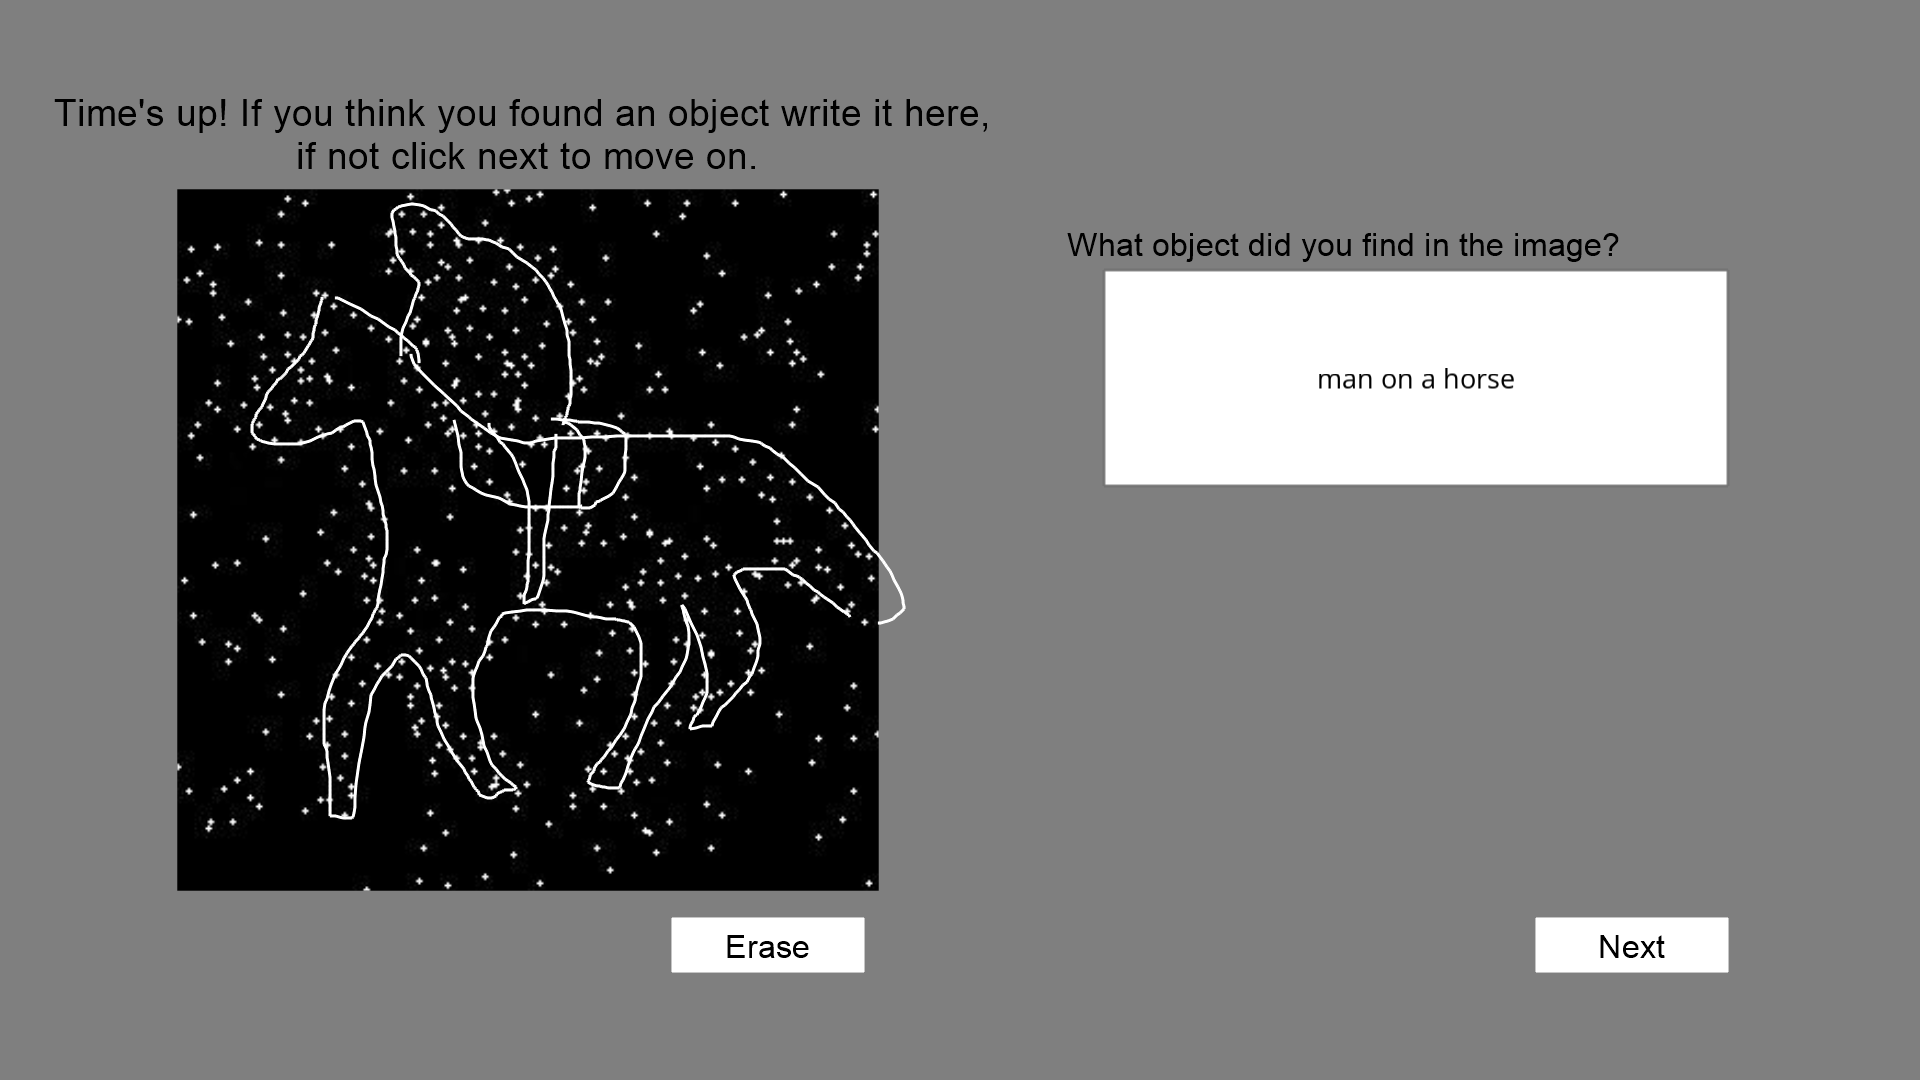 Time's up! If you think you found an object write it here,
if not click next to move on.
What object did you find in the image?
man on a horse
Erase
Next